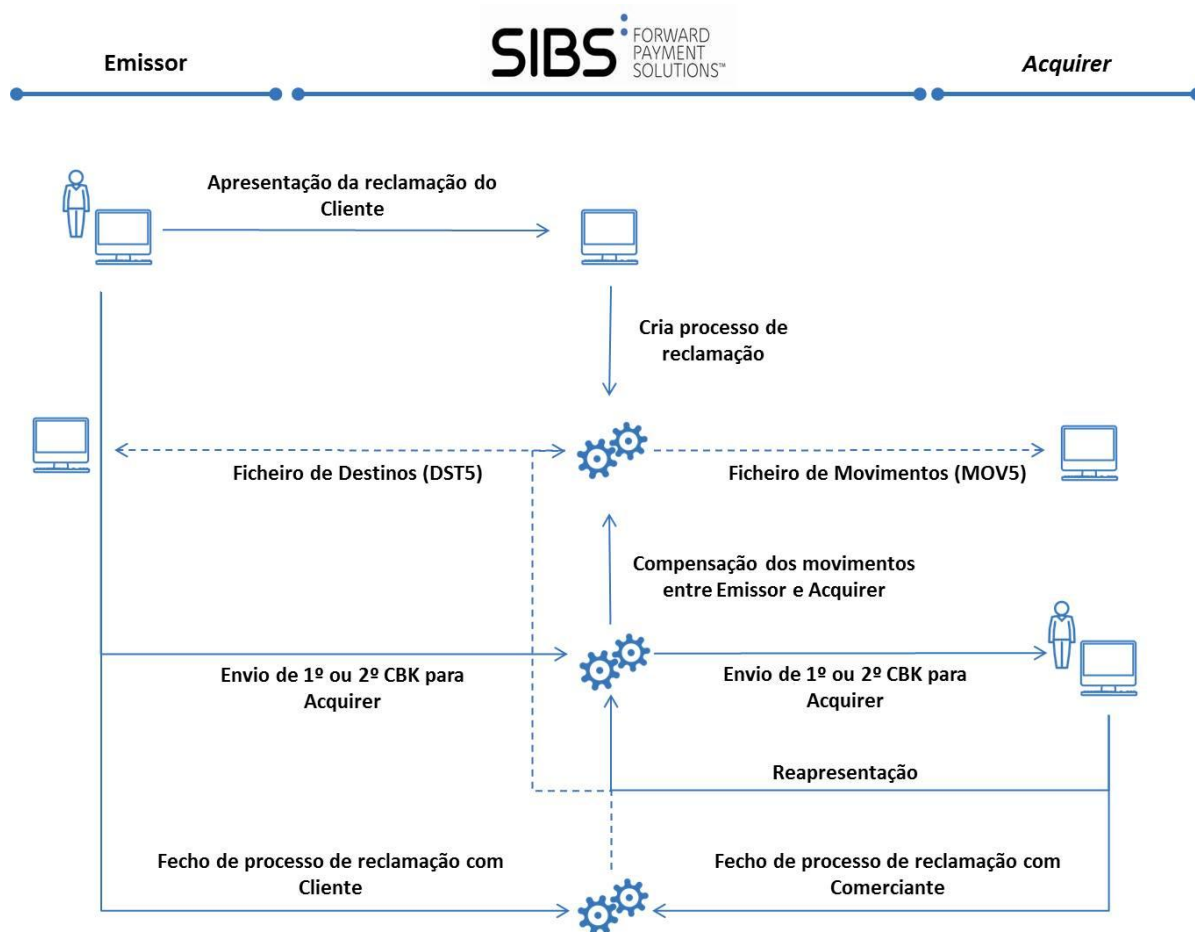 Emissor
SIBS
FORWARD
PAYMENT
SOLUTIONS™
Acquirer
Apresentação da reclamação do
Cliente
Cria processo de
reclamação
Ficheiro de Destinos (DST5)
Ficheiro de Movimentos (MOV5)
Compensação dos movimentos
entre Emissor e Acquirer
Envio de 1º ou 2º CBK para
Acquirer
Envio de 1º ou 2º CBK para
Acquirer
Reapresentação
Fecho de processo de reclamação com
Cliente
Fecho de processo de reclamação com
Comerciante